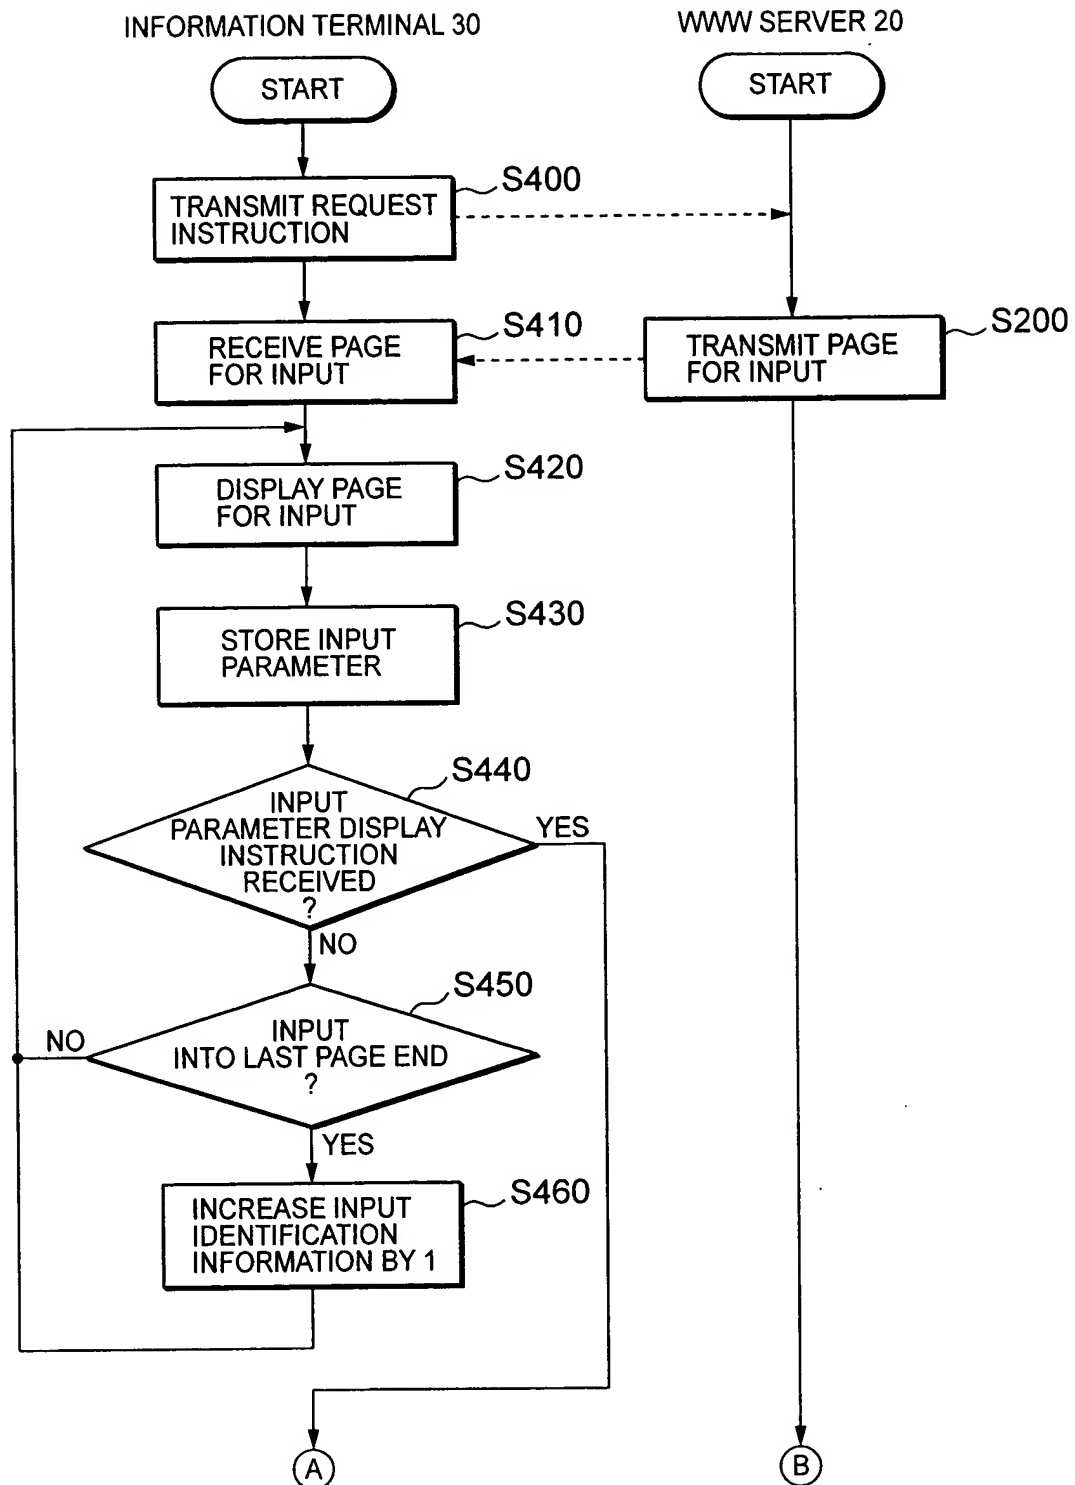 INFORMATION TERMINAL 30
WWW SERVER 20
START
START
S400
TRANSMIT REQUEST
INSTRUCTION
S410
RECEIVE PAGE
FOR INPUT
S200
TRANSMIT PAGE
FOR INPUT
S420
DISPLAY PAGE
FOR INPUT
S430
STORE INPUT
PARAMETER
S440
INPUT
PARAMETER DISPLAY
INSTRUCTION
RECEIVED
?
YES
NO
S450
INPUT
INTO LAST PAGE END
?
NO
YES
S460
INCREASE INPUT
IDENTIFICATION
INFORMATION BY 1
A
B